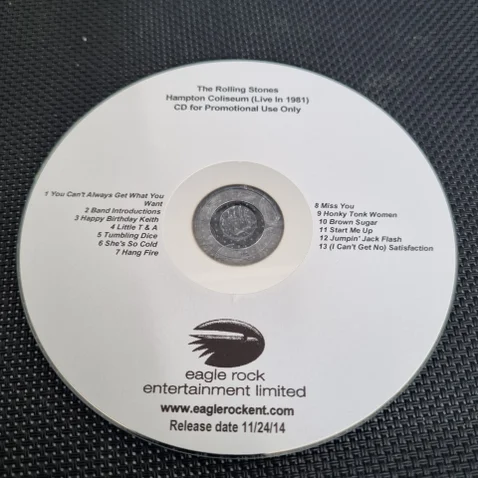 The Rolling Stones
Hampton Coliseum (Live In 1981)
CD for Promotional Use Only
1 'You Can't Always Get What You
Want
2 Band Introductions
3 Happy Birthday Keith
4 Little T & A
5 Tumbling Dice
6 She's So Cold
7 Hang Fire
8 Miss You
9 Honky Tonk Women
10 Brown Sugar
11 Start Me Up
12 Jumpin' Jack Flash
13 (I Can't Get No) Satisfaction
eagle rock
entertainment limited
www.eaglerockent.com
Release date 11/24/14